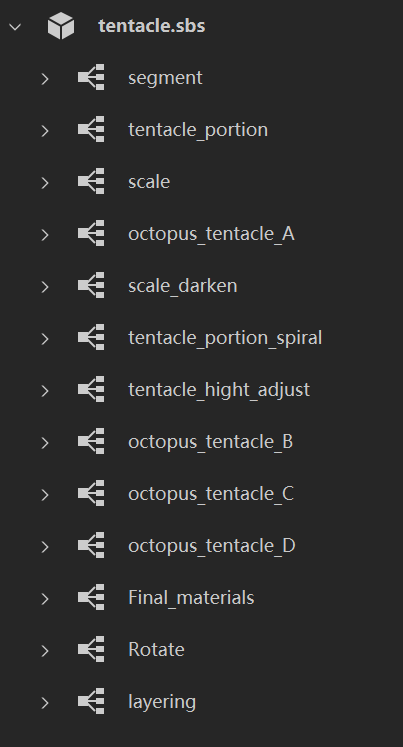 tentacle.sbs
segment
tentacle_portion
scale
octopus_tentacle_A
scale_darken
tentacle_portion_spiral
tentacle_hight_adjust
octopus_tentacle_B
octopus_tentacle_C
octopus_tentacle_D
Final_materials
Rotate
layering